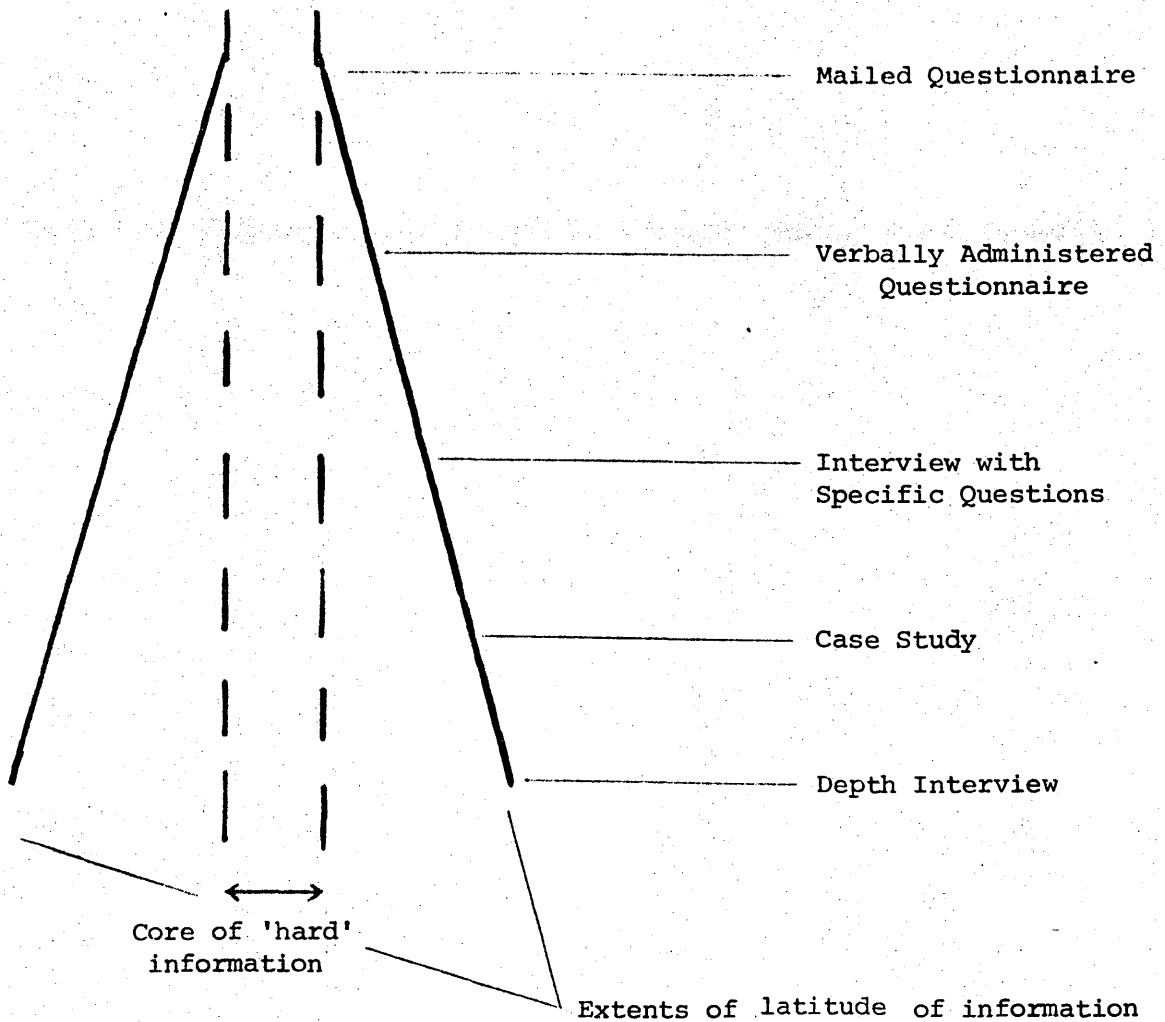 Mailed Questionnaire
Verbally Administered
Questionnaire
Interview with
Specific Questions
Case Study
Depth Interview
Core of 'hard'
information
Extents of latitude of information